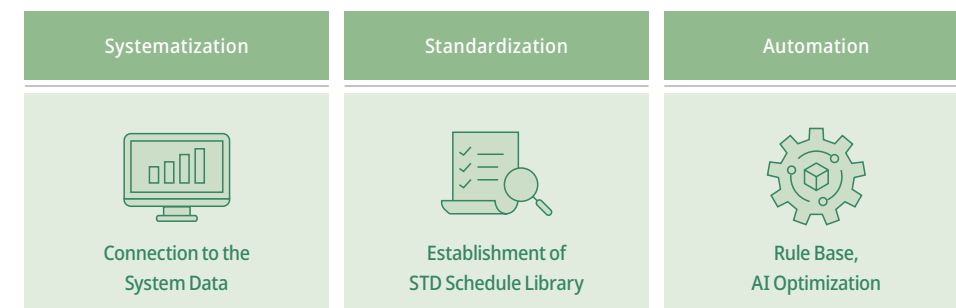 Systematization
Standardization
Automation
Connection to the
System Data
Establishment of
STD Schedule Library
Rule Base,
AI Optimization